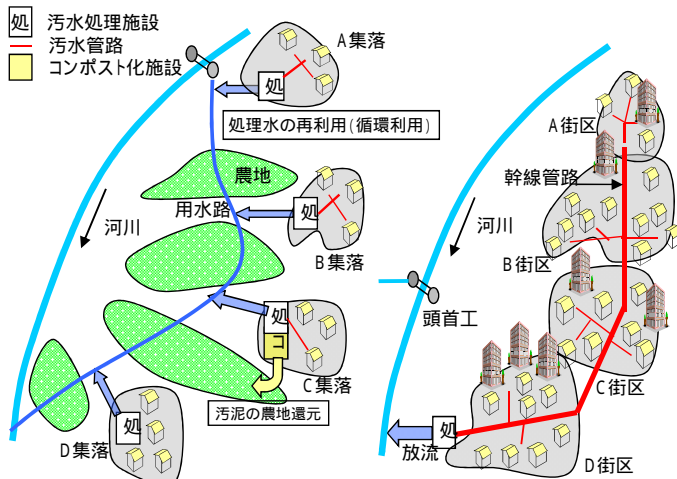 処 汚水処理施設
汚水管路
コンポスト化施設
A集落
処
処理水の再利用(循環利用)
農地
用水路
処
河川
B集落
処
コ
C集落
汚泥の農地還元
処
D集落
A街区
幹線管路
河川
B街区
頭首工
C街区
処
放流
D街区